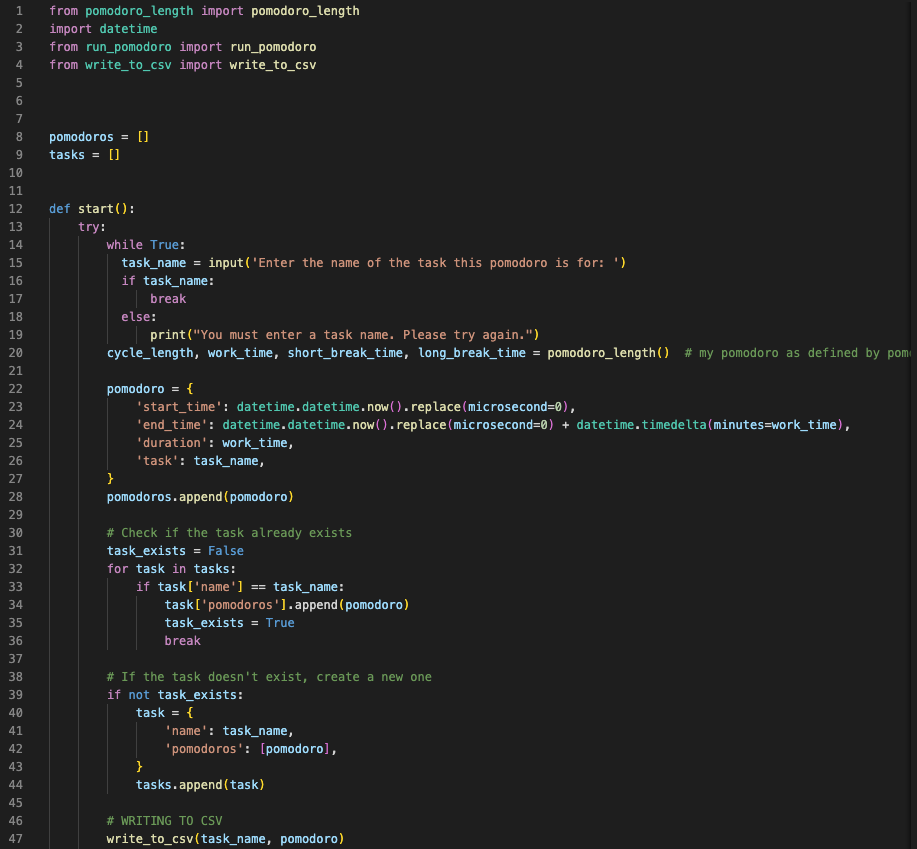 1 from pomodoro_length import pomodoro_length
2 import datetime
3 from run_pomodoro import run_pomodoro
4 from write_to_csv import write_to_csv
5
6
7
8 pomodoros = []
9 tasks = []
10
11
12 def start():
13     try:
14         while True:
15           task_name = input('Enter the name of the task this pomodoro is for: ')
16           if task_name:
17               break
18           else:
19               print("You must enter a task name. Please try again.")
20         cycle_length, work_time, short_break_time, long_break_time = pomodoro_length()  # my pomodoro as defined by
21
22         pomodoro = {
23             'start_time': datetime.datetime.now().replace(microsecond=0),
24             'end_time': datetime.datetime.now().replace(microsecond=0) + datetime.timedelta(minutes=work_time),
25             'duration': work_time,
26             'task': task_name,
27         }
28         pomodoros.append(pomodoro)
29
30         # Check if the task already exists
31         task_exists = False
32         for task in tasks:
33             if task['name'] == task_name:
34                 task['pomodoros'].append(pomodoro)
35                 task_exists = True
36                 break
37
38         # If the task doesn't exist, create a new one
39         if not task_exists:
40             task = {
41                 'name': task_name,
42                 'pomodoros': [pomodoro],
43             }
44             tasks.append(task)
45
46         # WRITING TO CSV
47         write_to_csv(task_name, pomodoro)